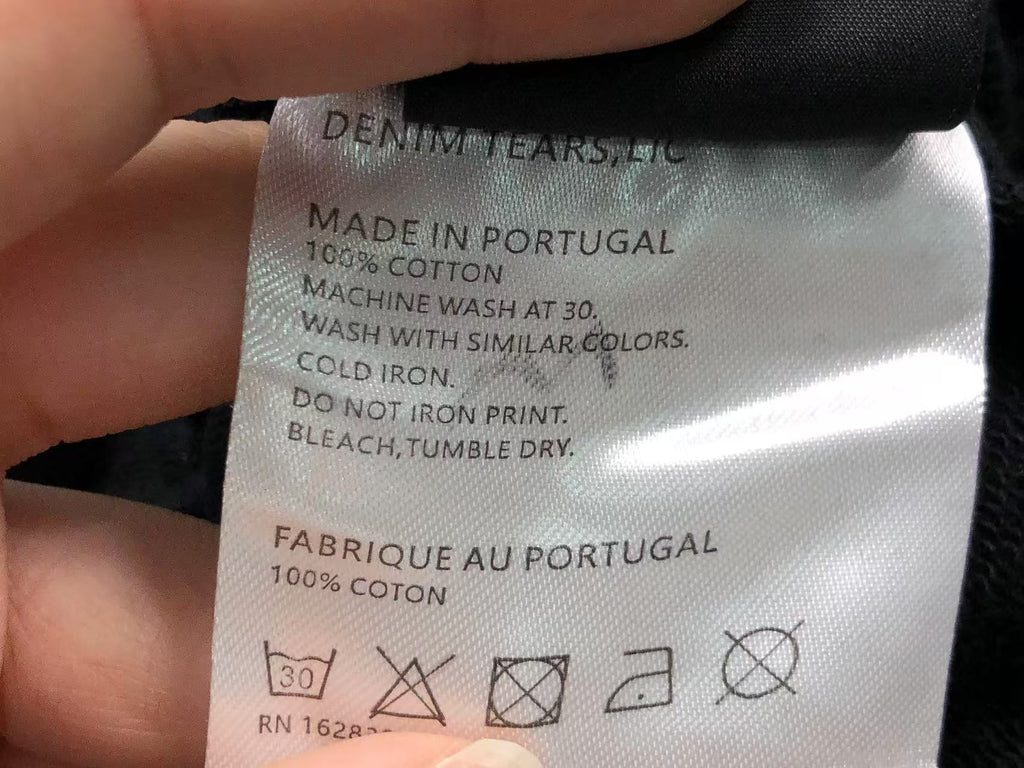 DENIM TEARS, LLC
MADE IN PORTUGAL
100% COTTON
MACHINE WASH AT 30.
WASH WITH SIMILAR COLORS.
COLD IRON.
DO NOT IRON PRINT.
BLEACH,TUMBLE DRY.
FABRIQUE AU PORTUGAL
100% COTON
30
RN